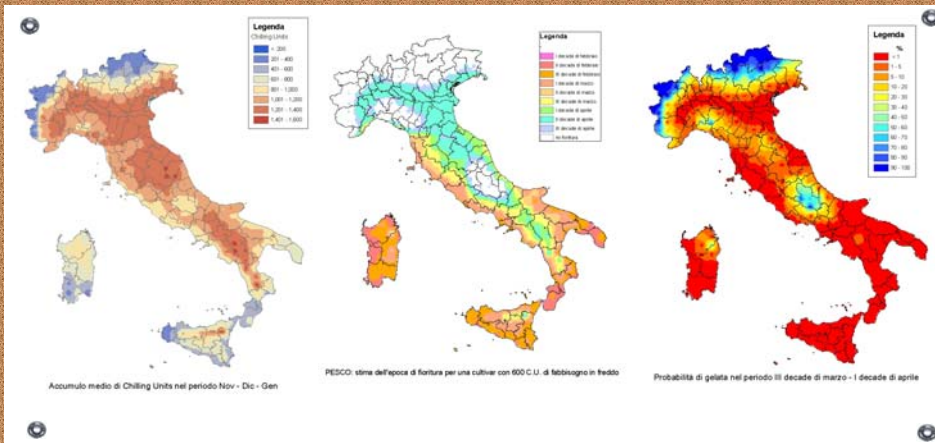 Legenda
Chilling Units
< 200
201 - 400
401 - 600
601 - 800
801 - 1,000
1,001 - 1,200
1,201 - 1,400
1,401 - 1,600
Accumulo medio di Chilling Units nel periodo Nov - Dic - Gen
Legenda
I decade di febbraio
II decade di febbraio
III decade di febbraio
I decade di marzo
II decade di marzo
III decade di marzo
I decade di aprile
II decade di aprile
III decade di aprile
no fioritura
PESCO: stima dell'epoca di fioritura per una cultivar con 600 C.U. di fabbisogno in freddo
Legenda
%
< 1
1 - 5
5 - 10
10 - 20
20 - 30
30 - 40
40 - 50
50 - 60
60 - 70
70 - 80
80 - 90
90 - 100
Probabilità di gelata nel periodo III decade di marzo - I decade di aprile